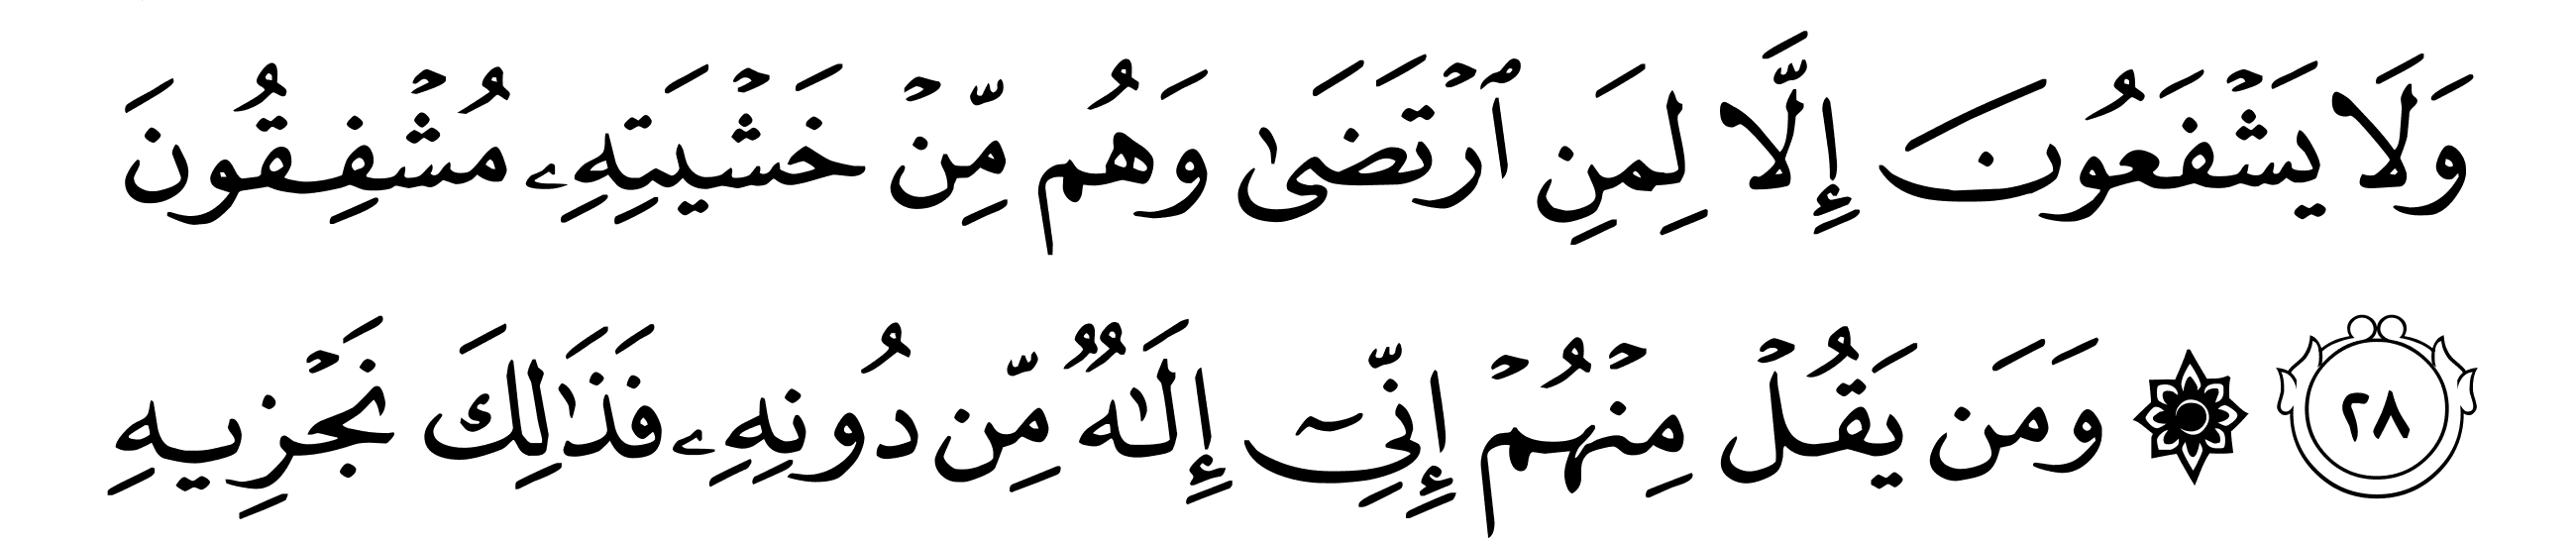 وَلَا يَشۡفَعُونَ إِلَّا لِمَنِ ٱرۡتَضَىٰ وَهُم مِّنۡ خَشۡيَتِهِۦ مُشۡفِقُونَ
٢٨ ۞ وَمَن يَقُلۡ مِنۡهُمۡ إِنِّيٓ إِلَٰهٞ مِّن دُونِهِۦ فَذَٰلِكَ نَجۡزِيهِ